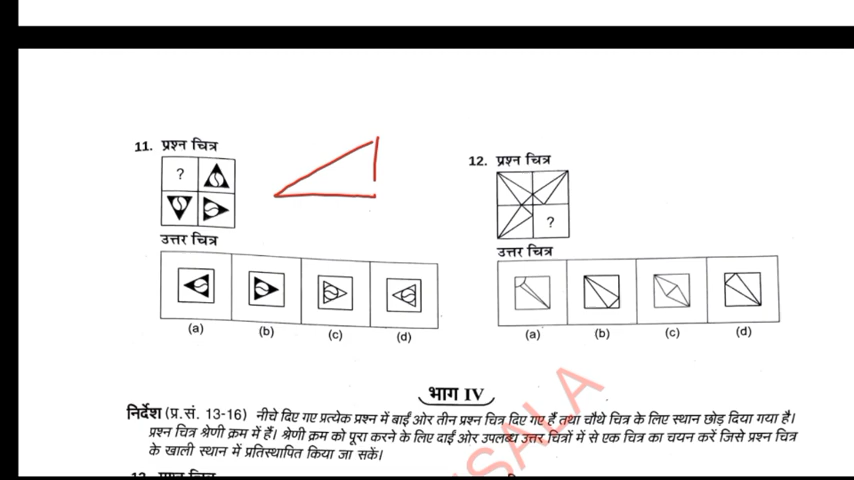 11. प्रश्न चित्र
?
उत्तर चित्र
(a) (b) (c) (d)
12. प्रश्न चित्र
?
उत्तर चित्र
(a) (b) (c) (d)
भाग IV
निर्देश (प्र.सं. 13-16) नीचे दिए गए प्रत्येक प्रश्न में बाईं ओर तीन प्रश्न चित्र दिए गए हैं तथा चौथे चित्र के लिए स्थान छोड़ दिया गया है।
प्रश्न चित्र श्रेणी क्रम में हैं। श्रेणी क्रम को पूरा करने के लिए दाईं ओर उपलब्ध उत्तर चित्रों में से एक चित्र का चयन करें जिसे प्रश्न चित्र
के खाली स्थान में प्रतिस्थापित किया जा सकें।